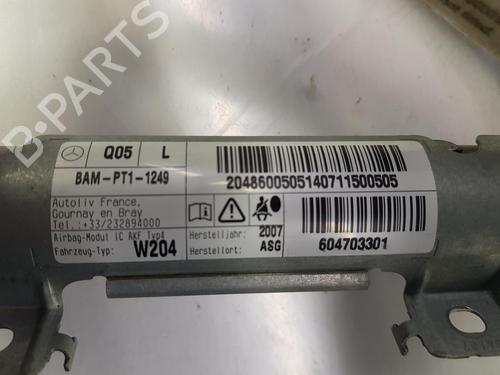 Q05 L
BAM-PT1-1249
2048600505140711500505
Autoliv France,
Gournay en Bray
Tel.:+33/232894000
Airbag-Modul IC AKF Typ4
Fahrzeug-Typ: W204
Herstelljahr: 2007
Herstellort: ASG
604703301
B-PARTS